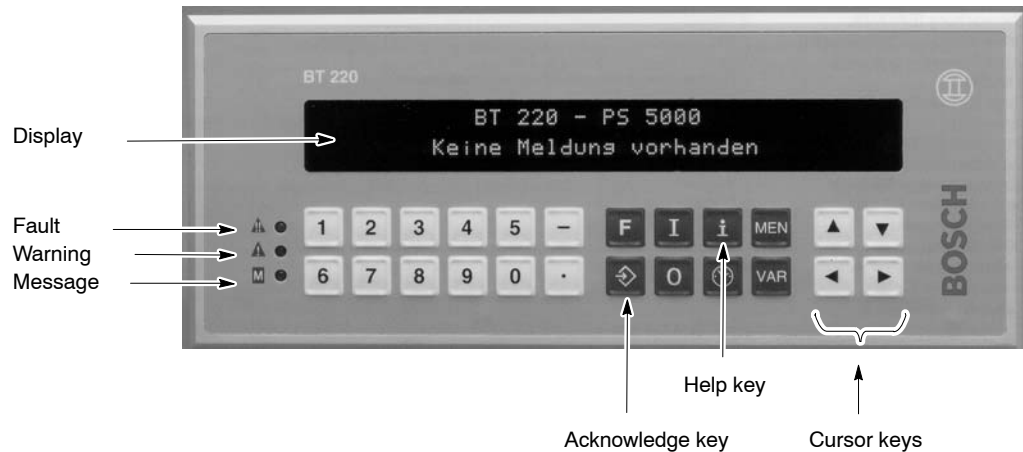 BT 220
BT 220 - PS 5000
Keine Meldung vorhanden
Display
Fault
Warning
Message
M
1 2 3 4 5 -
6 7 8 9 0 .
F I i MEN
0 VAR
BOSCH
Help key
Acknowledge key
Cursor keys